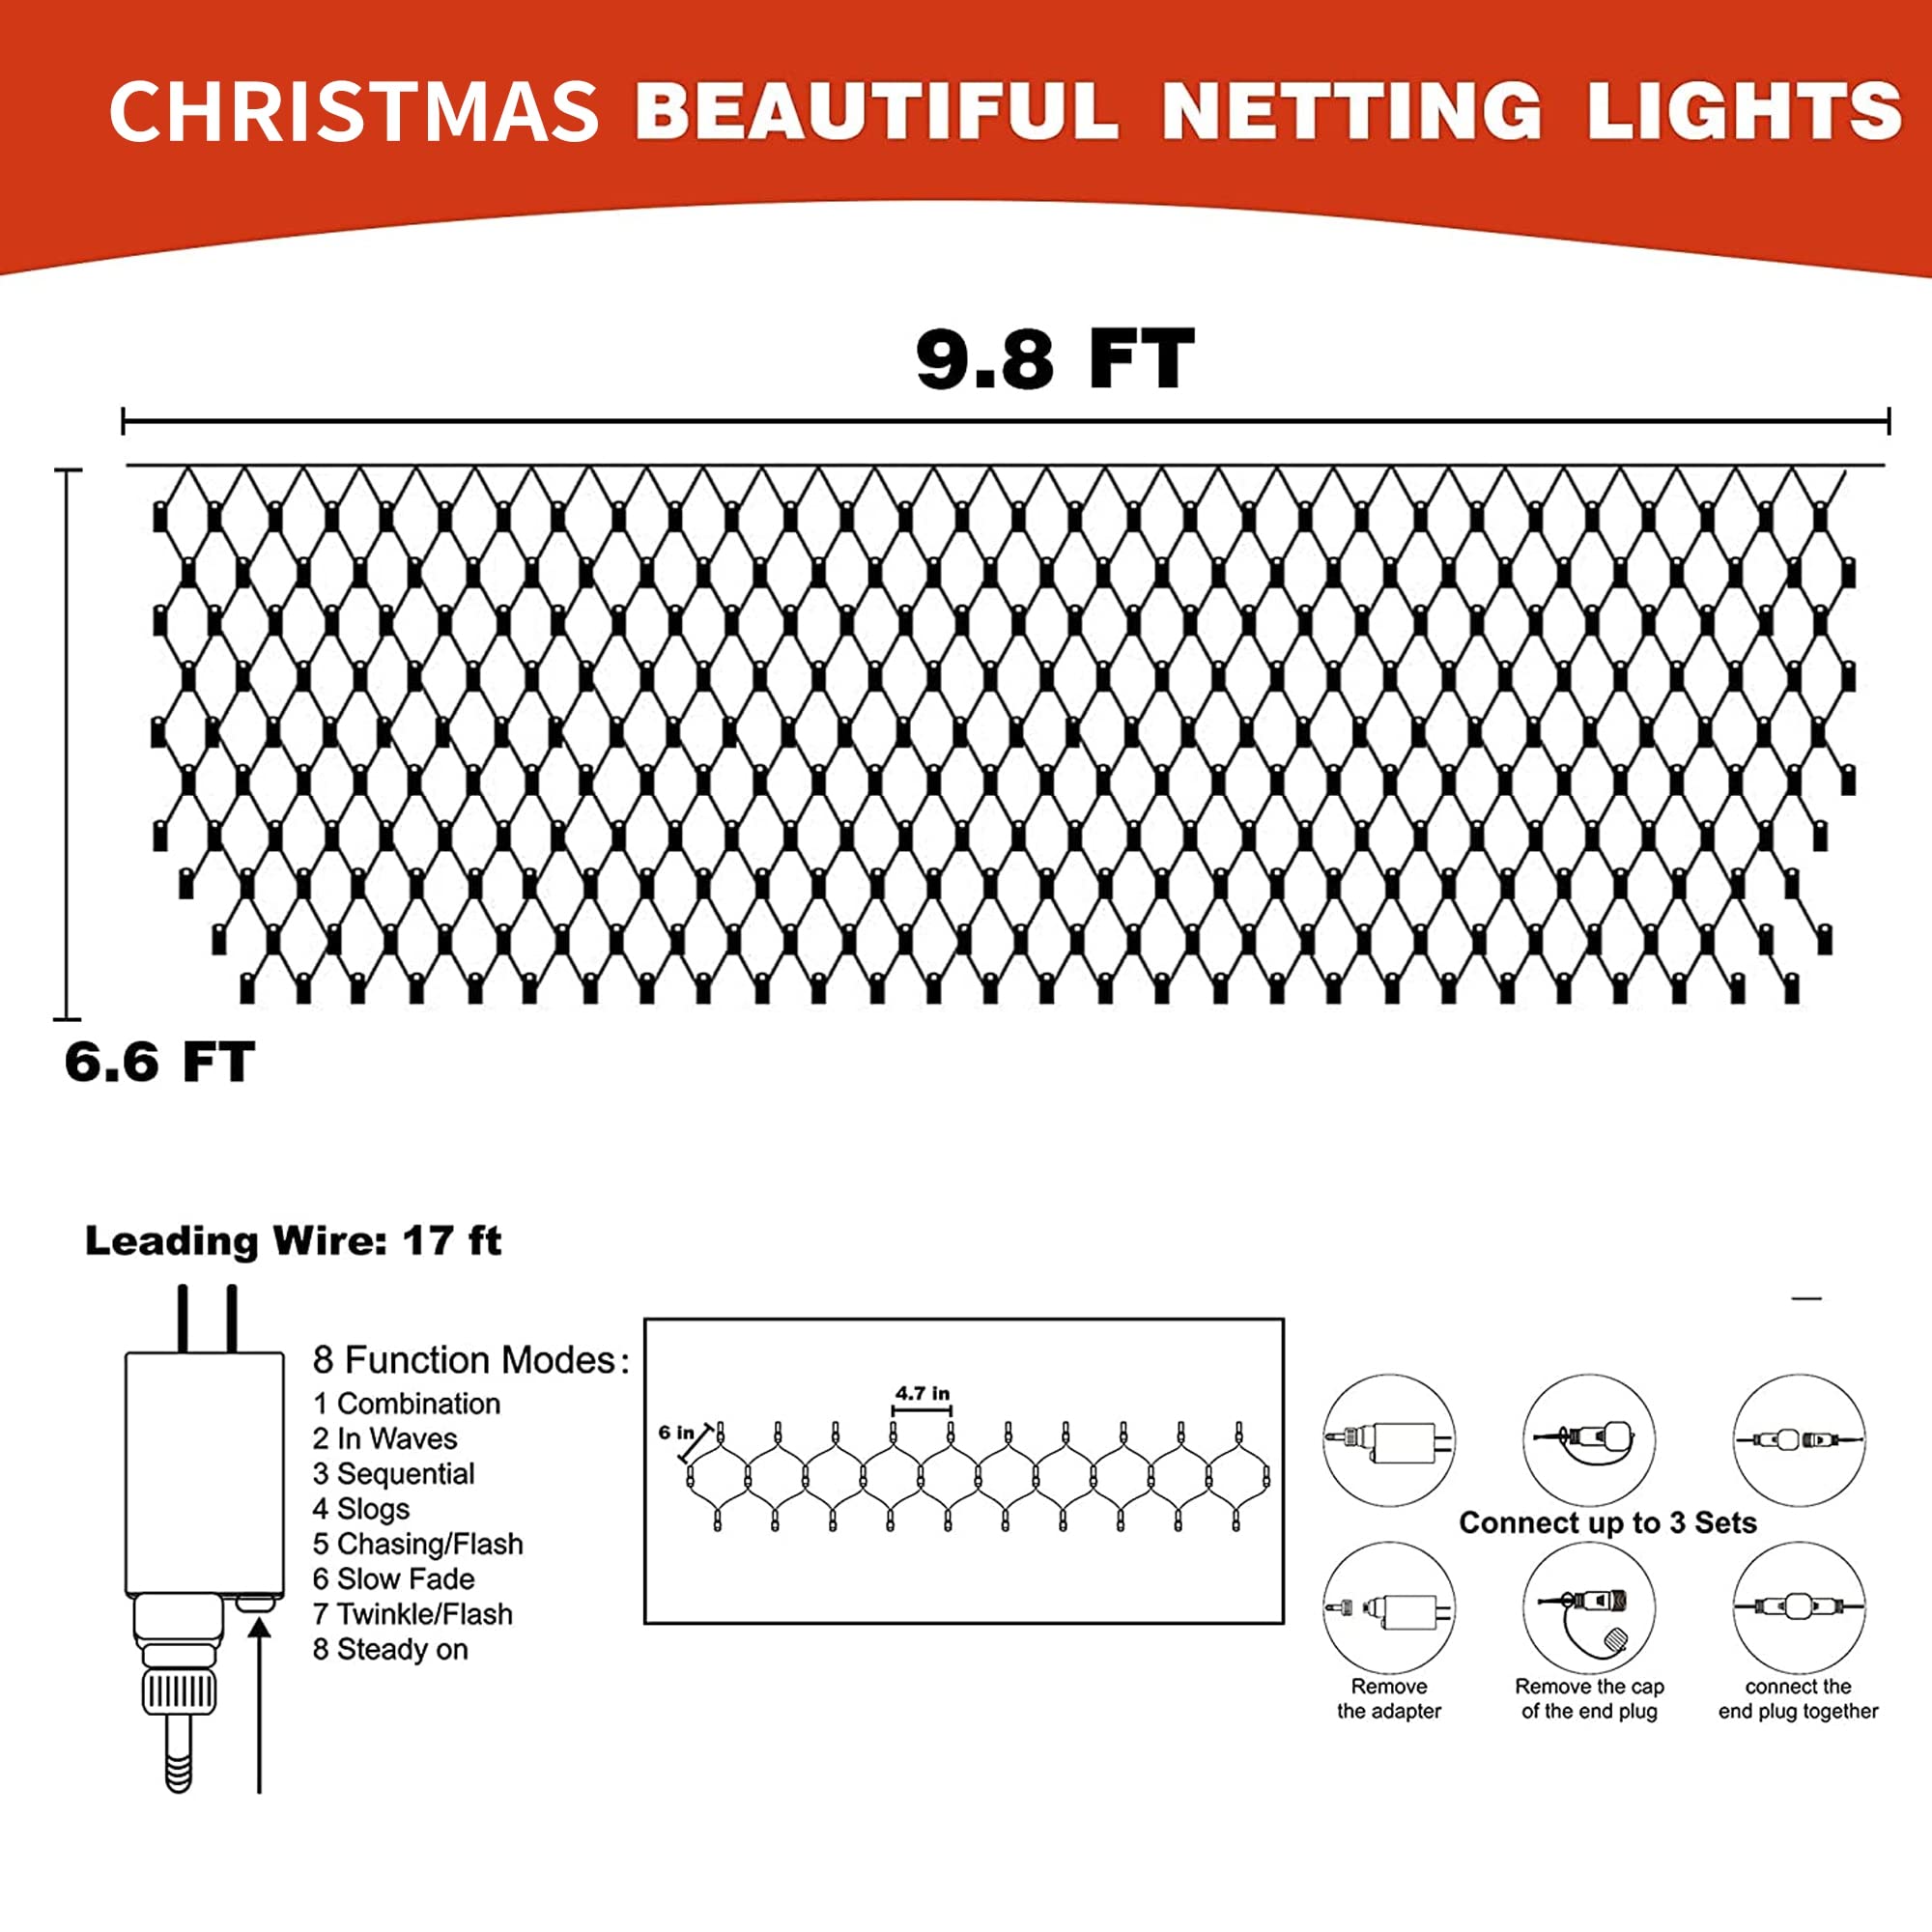 CHRISTMAS BEAUTIFUL NETTING LIGHTS
9.8 FT
6.6 FT
Leading Wire: 17 ft
8 Function Modes:
1 Combination
2 In Waves
3 Sequential
4 Slogs
5 Chasing/Flash
6 Slow Fade
7 Twinkle/Flash
8 Steady on
4.7 in
6 in
Connect up to 3 Sets
Remove
the adapter
Remove the cap
of the end plug
connect the
end plug together